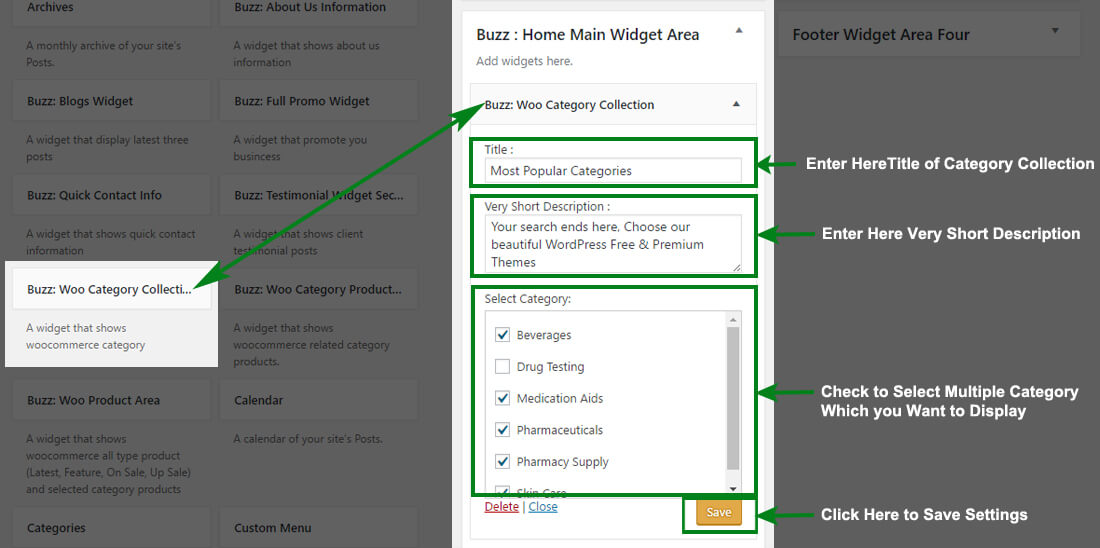 Archives
A monthly archive of your site's
Posts.
Buzz: About Us Information
A widget that shows about us
information
Buzz: Blogs Widget
A widget that display latest three
posts
Buzz: Full Promo Widget
A widget that promote you
business
Buzz: Quick Contact Info
A widget that shows quick contact
information
Buzz: Testimonial Widget Sec...
A widget that shows client
testimonial posts
Buzz: Woo Category Collecti...
A widget that shows
woocommerce category
Buzz: Woo Category Product...
A widget that shows
woocommerce related category
products.
Buzz: Woo Product Area
A widget that shows
woocommerce all type product
(Latest, Feature, On Sale, Up Sale)
and selected category products
Calendar
A calendar of your site's Posts.
Categories
Custom Menu
Buzz : Home Main Widget Area
Add widgets here.
Buzz: Woo Category Collection
Title :
Most Popular Categories
Very Short Description :
Your search ends here, Choose our
beautiful WordPress Free & Premium
Themes
Select Category:
Beverages
Drug Testing
Medication Aids
Pharmaceuticals
Pharmacy Supply
Skin Care
Delete | Close
Save
Footer Widget Area Four
Enter HereTitle of Category Collection
Enter Here Very Short Description
Check to Select Multiple Category
Which you Want to Display
Click Here to Save Settings